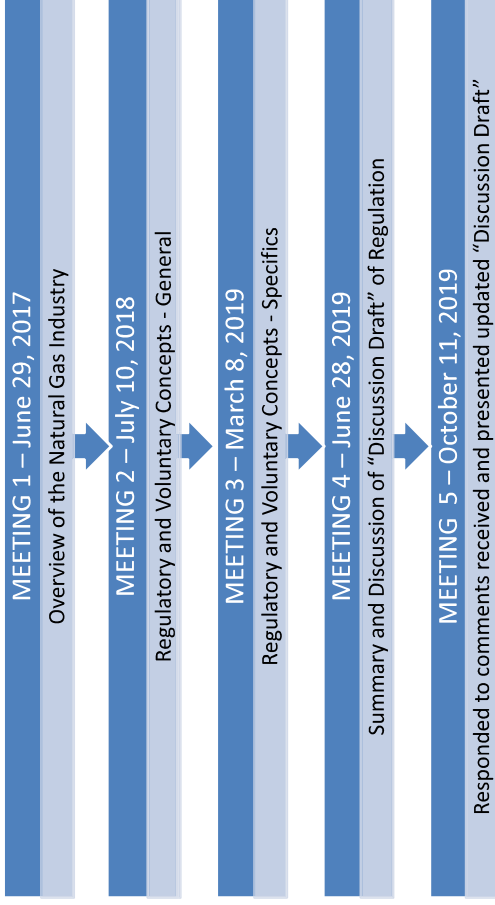 MEETING 1 – June 29, 2017
Overview of the Natural Gas Industry
MEETING 2 – July 10, 2018
Regulatory and Voluntary Concepts - General
MEETING 3 – March 8, 2019
Regulatory and Voluntary Concepts - Specifics
MEETING 4 – June 28, 2019
Summary and Discussion of “Discussion Draft” of Regulation
MEETING  5 – October 11, 2019
Responded to comments received and presented updated “Discussion Draft”